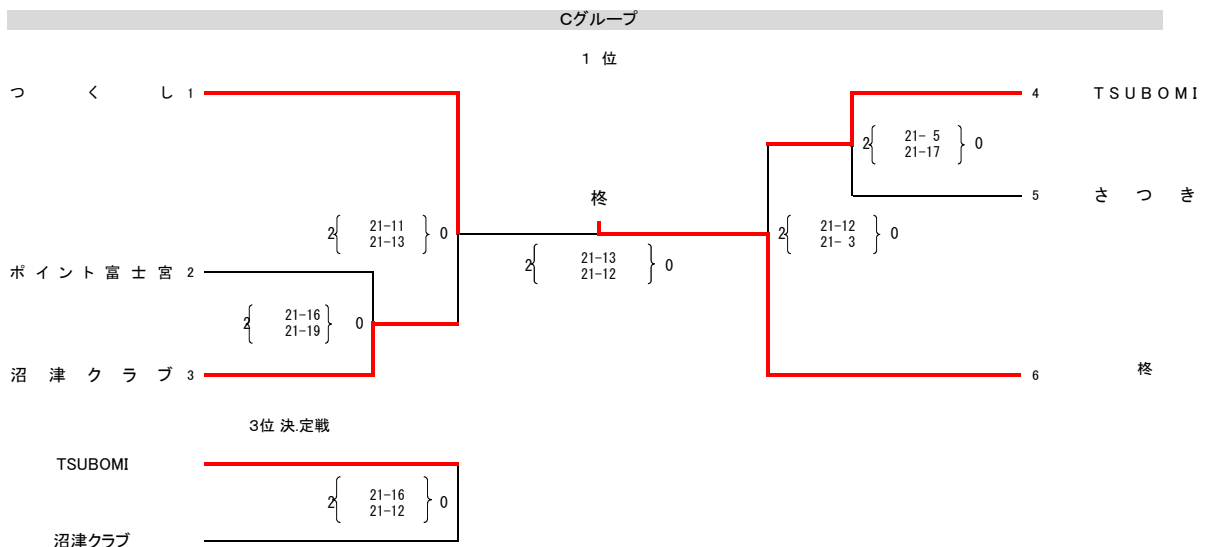 Cグループ
1 位
つ く し 1
4 TSUBOMI
2 21- 5 0
21-17
5 さ つ き
柊
2 21-11 0
21-13
2 21-12 0
21- 3
2 21-13 0
21-12
ポイント富士宮 2
2 21-16 0
21-19
沼津クラブ 3
6 柊
3位 決.定戦
TSUBOMI
2 21-16 0
21-12
沼津クラブ